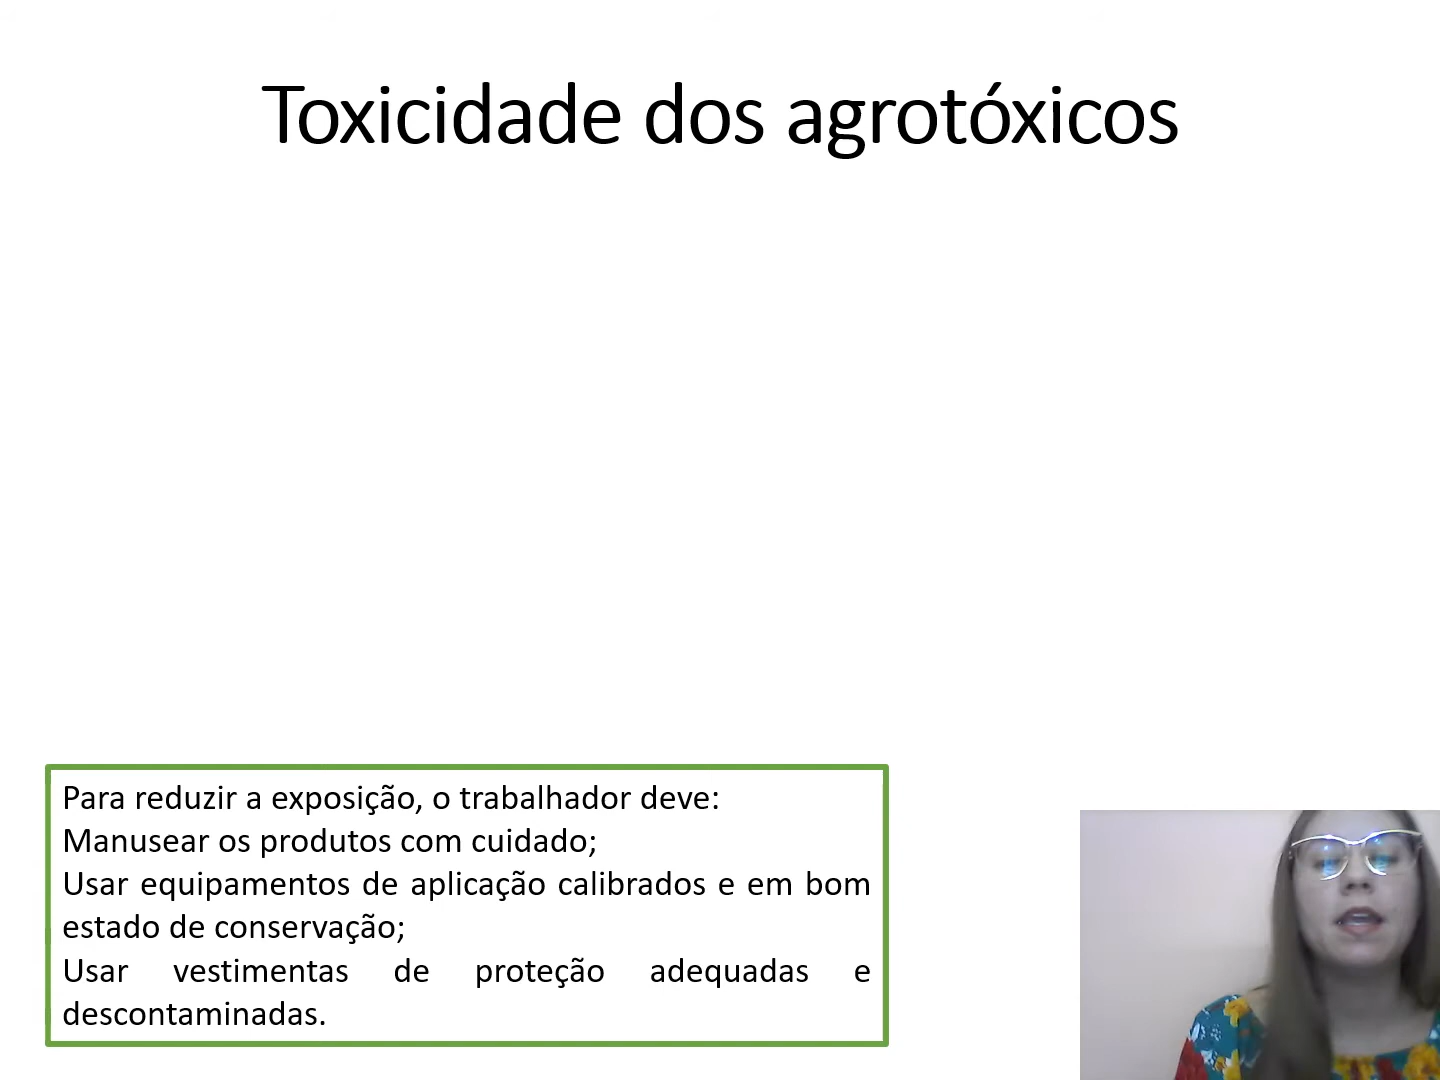 Toxicidade dos agrotóxicos
Para reduzir a exposição, o trabalhador deve:
Manusear os produtos com cuidado;
Usar equipamentos de aplicação calibrados e em bom
estado de conservação;
Usar vestimentas de proteção adequadas e
descontaminadas.